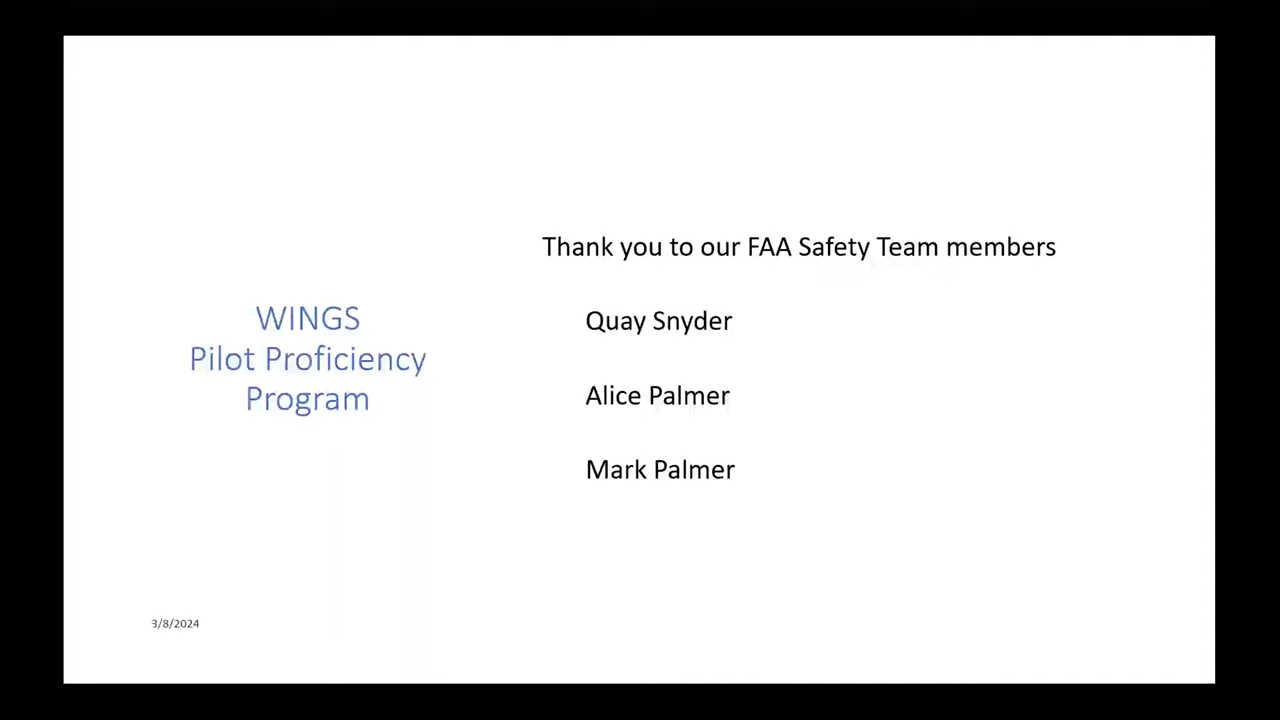 WINGS
Pilot Proficiency
Program
Thank you to our FAA Safety Team members
Quay Snyder
Alice Palmer
Mark Palmer
3/8/2024